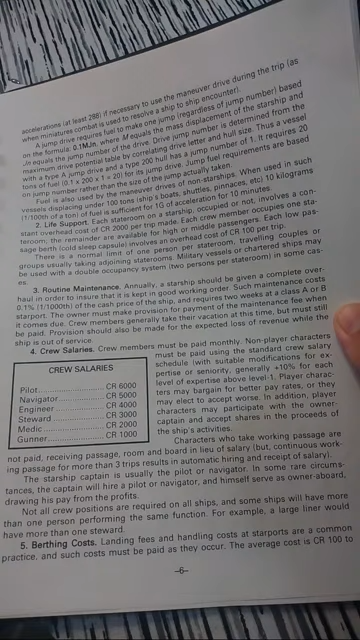 accelerations (at least 288) if necessary to use the maneuver drive during the trip (as
when miniatures combat is used to resolve a ship to ship encounter).
A jump drive requires fuel to make one jump (regardless of jump number) based
on the formula: 0.1MJn, where M equals the mass displacement of the starship and
Jn equals the jump number of the drive. Drive jump number is determined from the
maximum drive potential table by correlating drive letter and hull size. Thus a vessel
with a type A jump drive and a type 200 hull has a jump number of 1. It requires 20
tons of fuel (0.1 x 200 x 1 = 20) for its jump drive. Jump fuel requirements are based
on jump number rather than the size of the jump actually taken.
Fuel is also used by the maneuver drives of non-starships. When used in such
vessels displacing under 100 tons (ship's boats, shuttles, pinnaces, etc) 10 kilograms
(1/100th of a ton) of fuel is sufficient for 1G of acceleration for 10 minutes.
2. Life Support. Each stateroom on a starship, occupied or not, involves a con-
stant overhead cost of CR 2000 per trip made. Each crew member occupies one sta-
teroom, the remainder are available for high or middle passengers. Each low pas-
sage berth (cold sleep capsule) involves an overhead cost of CR 100 per trip.
There is a normal limit of one person per stateroom, travelling couples or
groups usually taking adjoining staterooms. Military vessels or chartered ships may
be used with a double occupancy system (two persons per stateroom) in some cas-
es.
3. Routine Maintenance. Annually, a starship should be given a complete over-
haul in order to insure that it is kept in good working order. Such maintenance costs
0.1% (1/1000th) of the cash price of the ship, and requires two weeks at a class A or B
starport. The owner must make provision for payment of the maintenance fee when
it comes due. Crew members generally take their vacation at this time, but must still
be paid. Provision should also be made for the expected loss of revenue while the
ship is out of service.
4. Crew Salaries. Crew members must be paid monthly. Non-player characters
must be paid using the standard crew salary
schedule (with suitable modifications for ex-
pertise or seniority, generally +10% for each
level of expertise above level-1. Player charac-
ters may bargain for better pay rates, or they
may elect to accept worse. In addition, player
characters may participate with the owner-
captain and accept shares in the proceeds of
the ship's activities.
CREW SALARIES
Pilot.................... CR 6000
Navigator............... CR 5000
Engineer................ CR 4000
Steward................. CR 3000
Medic................... CR 2000
Gunner.................. CR 1000
Characters who take working passage are
not paid, receiving passage, room and board in lieu of salary (but, continuous work-
ing passage for more than 3 trips results in automatic hiring and receipt of salary).
The starship captain is usually the pilot or navigator. In some rare circums-
tances, the captain will hire a pilot or navigator, and himself serve as owner-aboard,
drawing his pay from the profits.
Not all crew positions are required on all ships, and some ships will have more
than one person performing the same function. For example, a large liner would
have more than one steward.
5. Berthing Costs. Landing fees and handling costs at starports are a common
practice, and such costs must be paid as they occur. The average cost is CR 100 to
–6–